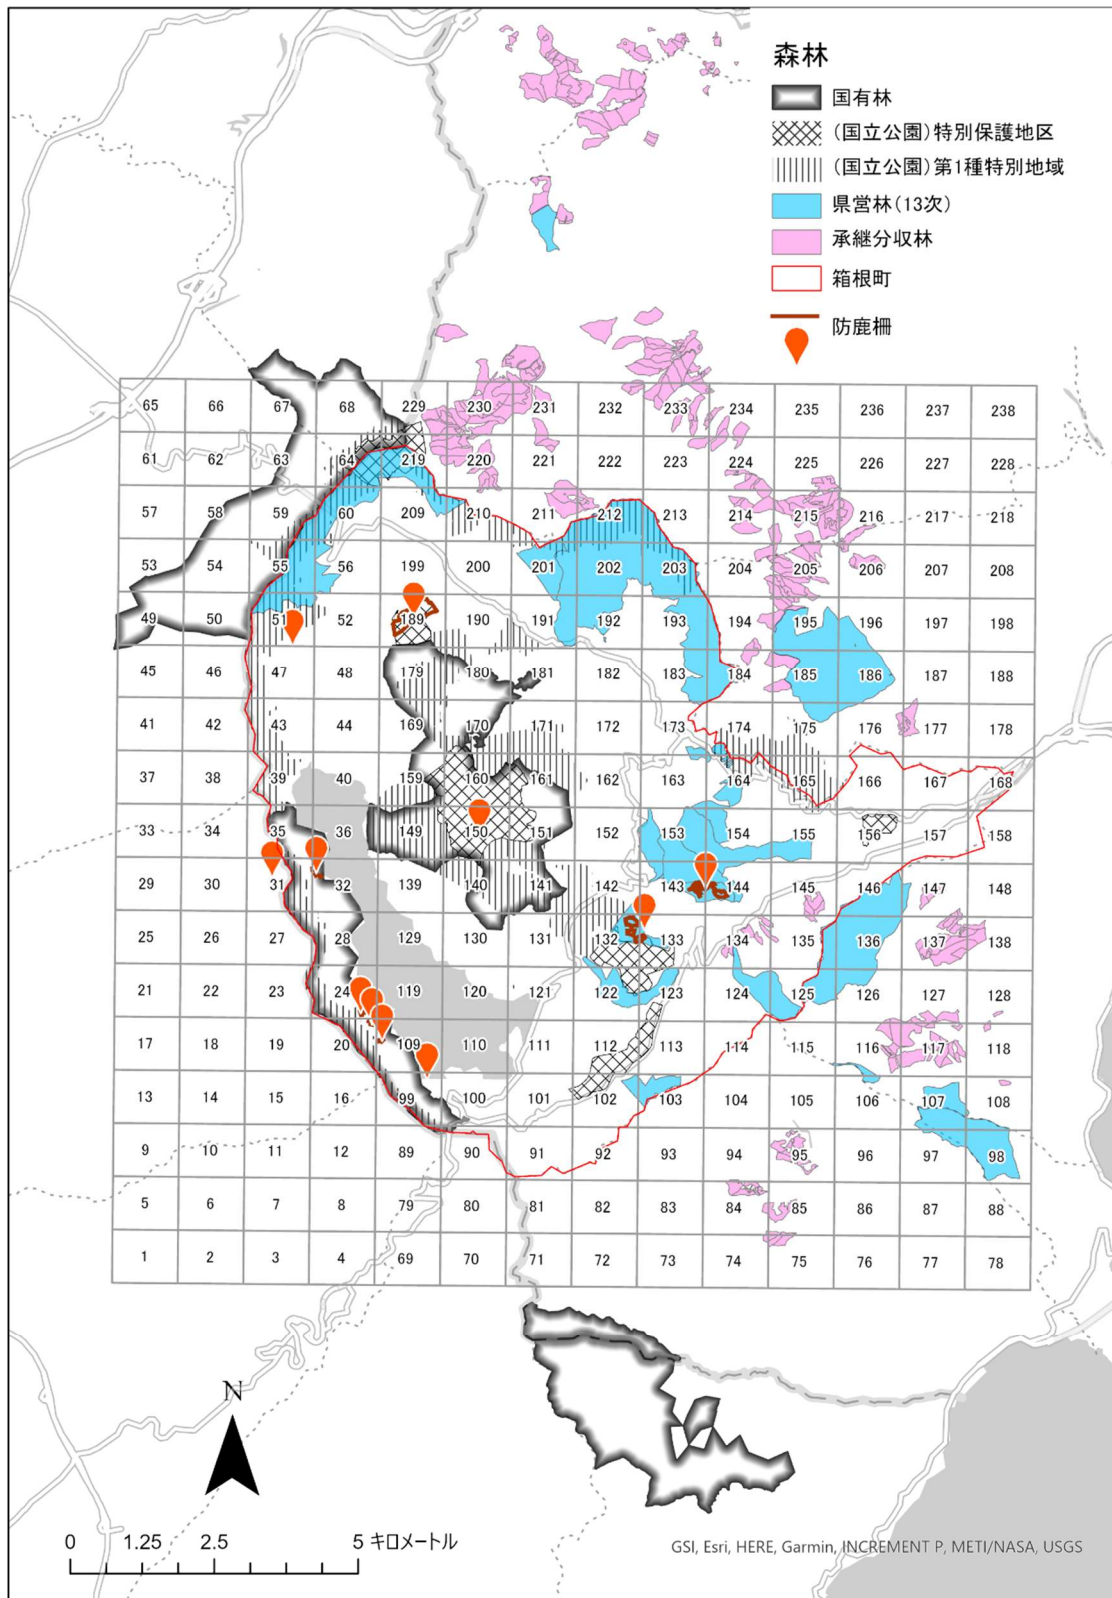 森林
国有林
(国立公園)特別保護地区
(国立公園)第1種特別地域
県営林(13次)
承継分収林
箱根町
防鹿柵
65 66 67 68 229 230 231 232 233 234 235 236 237 238
61 62 63 64 219 220 221 222 223 224 225 226 227 228
57 58 59 60 209 210 211 212 213 214 215 216 217 218
53 54 55 56 199 200 201 202 203 204 205 206 207 208
49 50 51 52 189 190 191 192 193 194 195 196 197 198
45 46 47 48 179 180 181 182 183 184 185 186 187 188
41 42 43 44 169 170 171 172 173 174 175 176 177 178
37 38 39 40 159 160 161 162 163 164 165 166 167 168
33 34 35 36 149 150 151 152 153 154 155 156 157 158
29 30 31 32 139 140 141 142 143 144 145 146 147 148
25 26 27 28 129 130 131 132 133 134 135 136 137 138
21 22 23 24 119 120 121 122 123 124 125 126 127 128
17 18 19 20 109 110 111 112 113 114 115 116 117 118
13 14 15 16 99 100 101 102 103 104 105 106 107 108
9 10 11 12 89 90 91 92 93 94 95 96 97 98
5 6 7 8 79 80 81 82 83 84 85 86 87 88
1 2 3 4 69 70 71 72 73 74 75 76 77 78
N
0 1.25 2.5 5 キロメートル
GSI, Esri, HERE, Garmin, INCREMENT P, METI/NASA, USGS